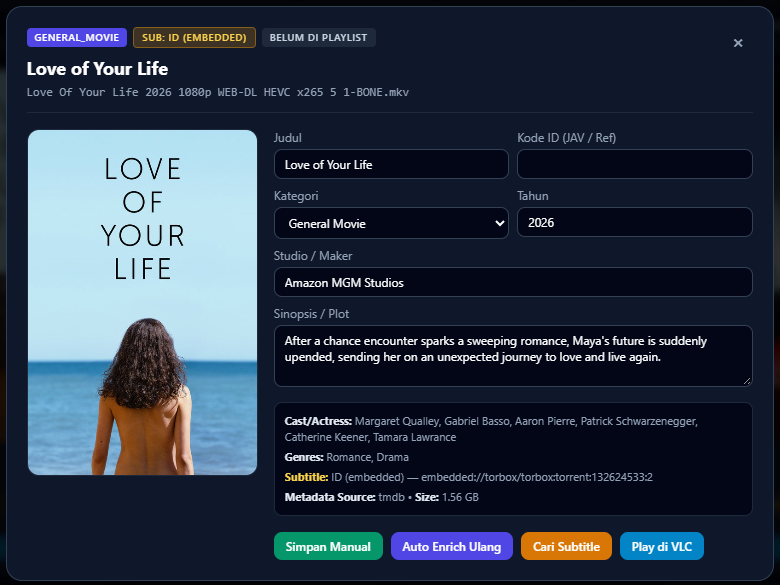 GENERAL_MOVIE SUB: ID (EMBEDDED) BELUM DI PLAYLIST
Love of Your Life
Love Of Your Life 2026 1080p WEB-DL HEVC x265 5 1-BONE.mkv
LOVE
OF
YOUR
LIFE
Judul Kode ID (JAV / Ref)
Love of Your Life
Kategori Tahun
General Movie 2026
Studio / Maker
Amazon MGM Studios
Sinopsis / Plot
After a chance encounter sparks a sweeping romance, Maya's future is suddenly
upended, sending her on an unexpected journey to love and live again.
Cast/Actress: Margaret Qualley, Gabriel Basso, Aaron Pierre, Patrick Schwarzenegger,
Catherine Keener, Tamara Lawrance
Genres: Romance, Drama
Subtitle: ID (embedded) — embedded://torbox/torbox:torrent:132624533:2
Metadata Source: tmdb • Size: 1.56 GB
Simpan Manual Auto Enrich Ulang Cari Subtitle Play di VLC